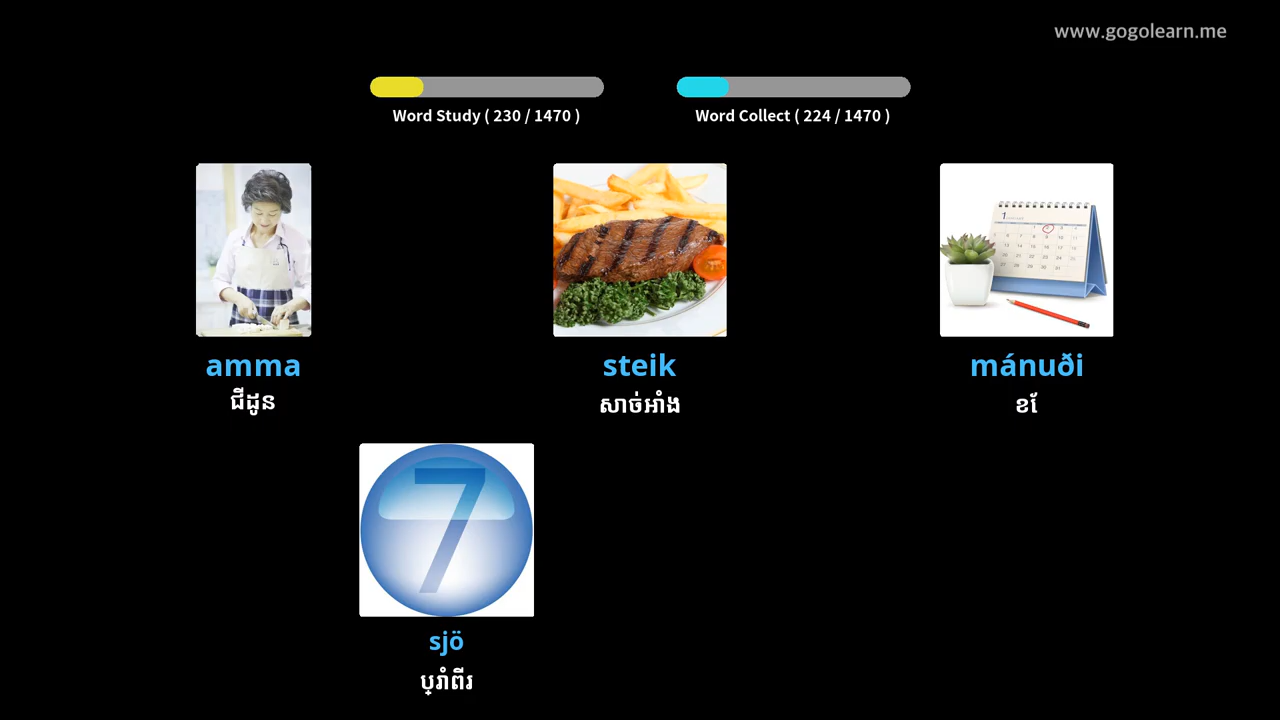 www.gogolearn.me
Word Study ( 230 / 1470 )
Word Collect ( 224 / 1470 )
amma
ជីដូន
steik
សាច់អាំង
mánuði
ខែ
7
sjö
ប្រាំពីរ